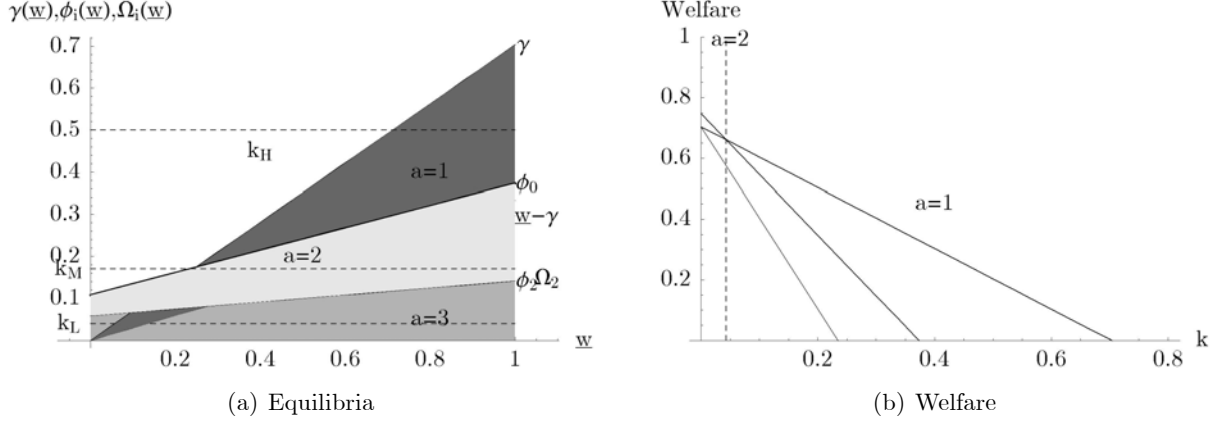 γ(w),ϕi(w),Ωi(w)
0.7
0.6
0.5
0.4
0.3
0.2
0.1
kH
kM
kL
a=1
a=2
a=3
γ
ϕ0
w−γ
ϕ2Ω2
0.2 0.4 0.6 0.8 1 w
(a) Equilibria
Welfare
1
0.8
0.6
0.4
0.2
a=2
a=1
0.2 0.4 0.6 0.8 k
(b) Welfare